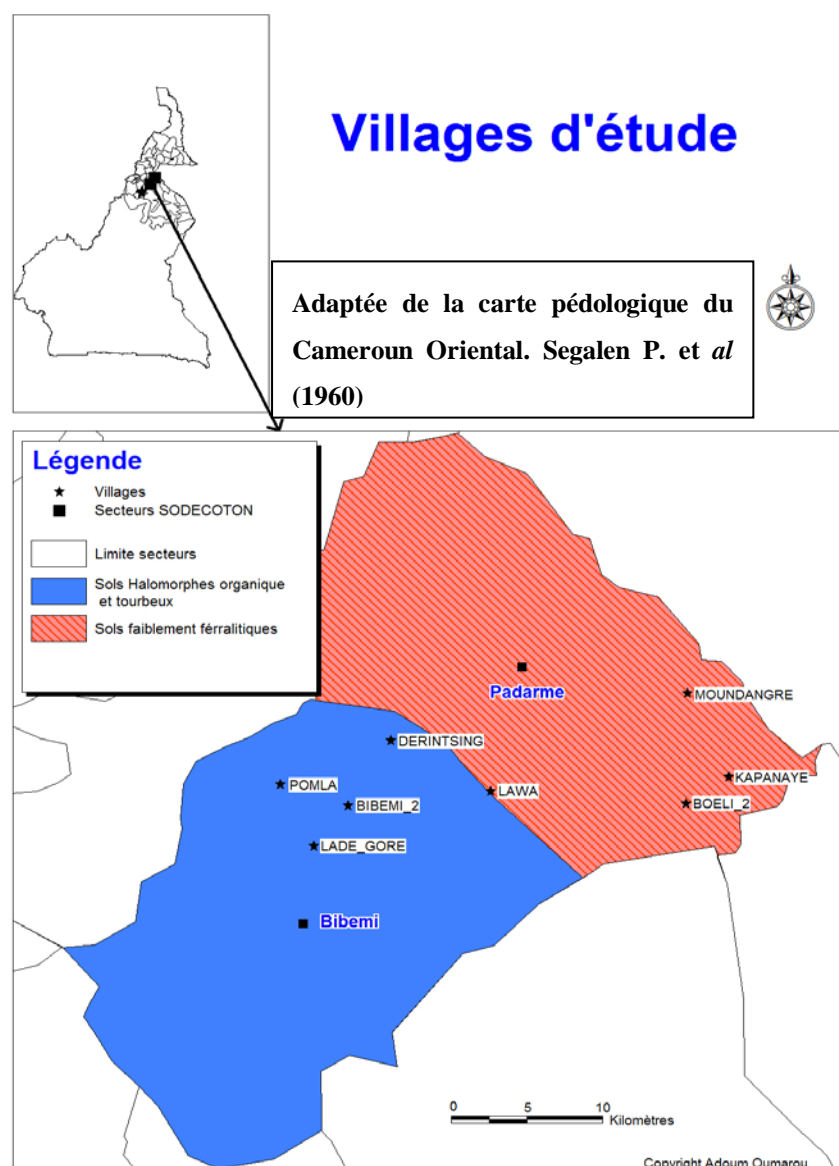 Villages d'étude
Adaptée de la carte pédologique du
Cameroun Oriental. Segalen P. et al
(1960)
Légende
Villages
Secteurs SODECOTON
Limite secteurs
Sols Halomorphes organique
et tourbeux
Sols faiblement férralitiques
Padarme
MOUNDANGRE
DERINTSING
KAPANAYE
POMLA
LAWA
BIBEMI_2
BOELI_2
LADE_GORE
Bibemi
0 5 10
Kilomètres
Copyright Adoum Oumarou